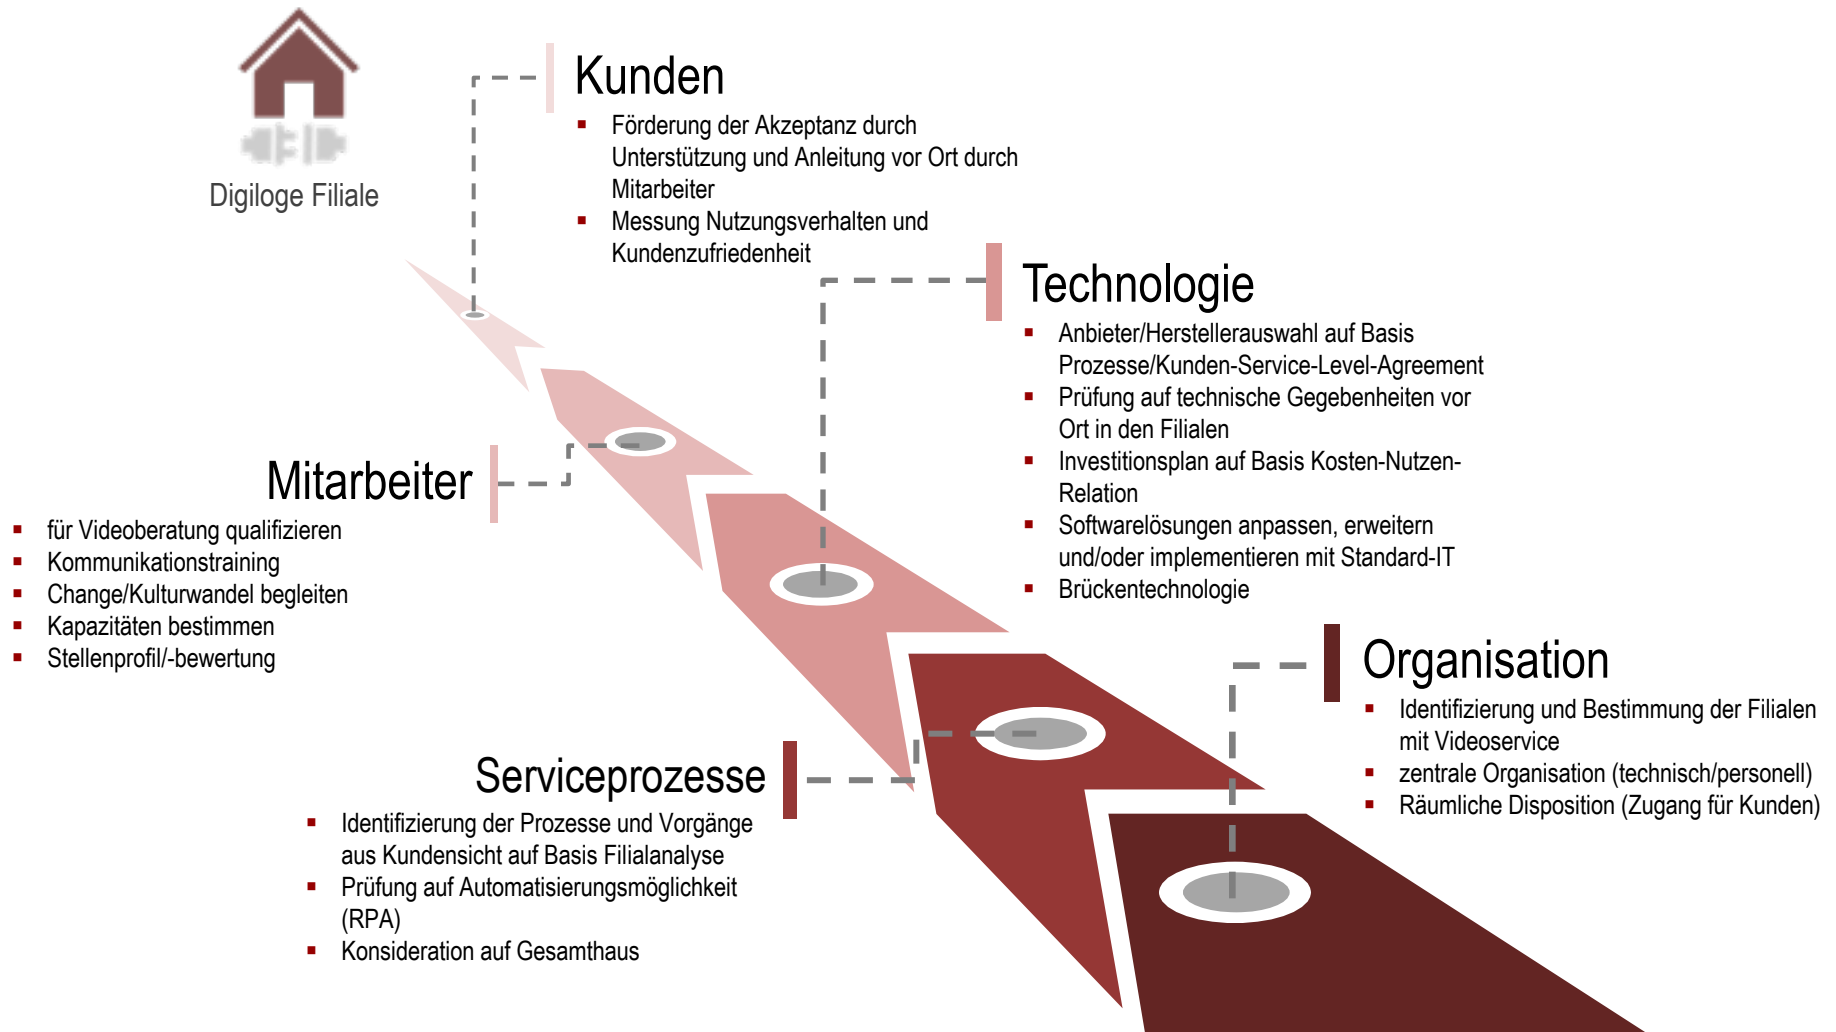 Digiloge Filiale
Kunden
▪ Förderung der Akzeptanz durch
Unterstützung und Anleitung vor Ort durch
Mitarbeiter
▪ Messung Nutzungsverhalten und
Kundenzufriedenheit
Technologie
▪ Anbieter/Herstellerauswahl auf Basis
Prozesse/Kunden-Service-Level-Agreement
▪ Prüfung auf technische Gegebenheiten vor
Ort in den Filialen
▪ Investitionsplan auf Basis Kosten-Nutzen-
Relation
▪ Softwarelösungen anpassen, erweitern
und/oder implementieren mit Standard-IT
▪ Brückentechnologie
Mitarbeiter
▪ für Videoberatung qualifizieren
▪ Kommunikationstraining
▪ Change/Kulturwandel begleiten
▪ Kapazitäten bestimmen
▪ Stellenprofil/-bewertung
Organisation
▪ Identifizierung und Bestimmung der Filialen
mit Videoservice
▪ zentrale Organisation (technisch/personell)
▪ Räumliche Disposition (Zugang für Kunden)
Serviceprozesse
▪ Identifizierung der Prozesse und Vorgänge
aus Kundensicht auf Basis Filialanalyse
▪ Prüfung auf Automatisierungsmöglichkeit
(RPA)
▪ Konsideration auf Gesamthaus